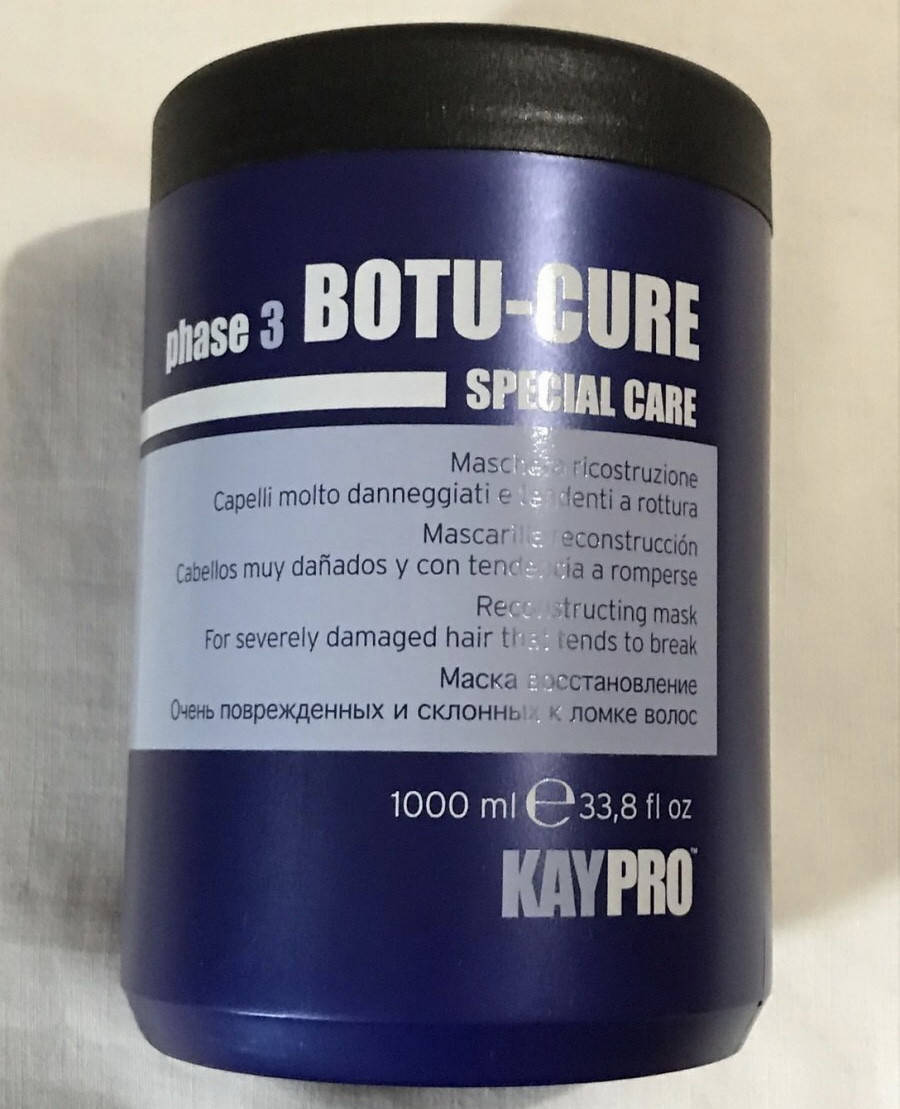 phase 3 BOTU-CURE
SPECIAL CARE
Maschera ricostruzione
Capelli molto danneggiati e tendenti a rottura
Mascarilla reconstrucción
Cabellos muy dañados y con tendencia a romperse
Reconstructing mask
For severely damaged hair that tends to break
Маска восстановление
Очень поврежденных и склонных к ломке волос
1000 ml ℮ 33,8 fl oz
KAYPRO™